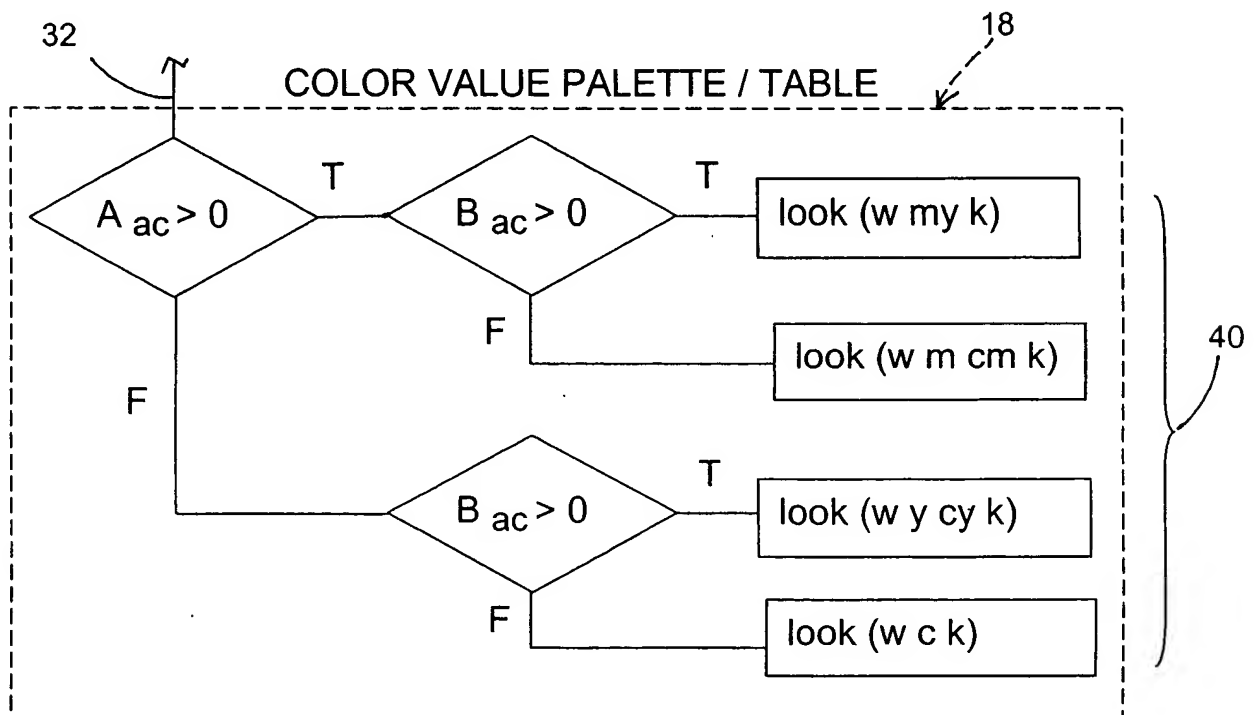 32
18
COLOR VALUE PALETTE / TABLE
A ac > 0
T
B ac > 0
T
look (w my k)
F
look (w m cm k)
40
F
B ac > 0
T
look (w y cy k)
F
look (w c k)